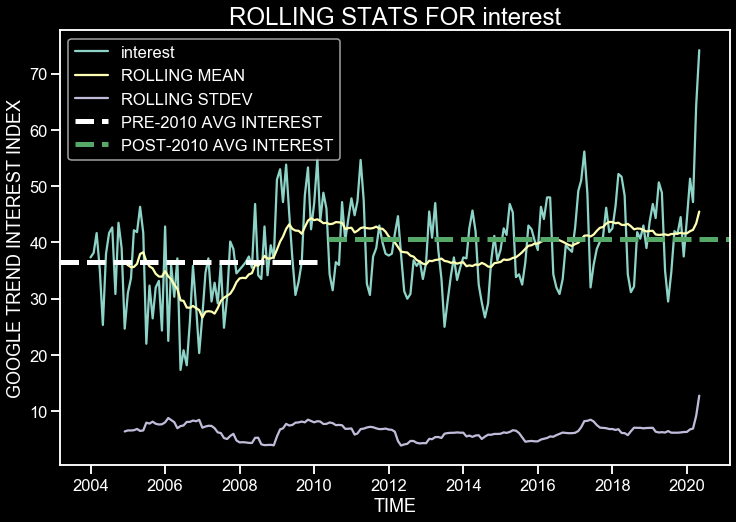 ROLLING STATS FOR interest
interest
ROLLING MEAN
ROLLING STDEV
PRE-2010 AVG INTEREST
POST-2010 AVG INTEREST
GOOGLE TREND INTEREST INDEX
70
60
50
40
30
20
10
2004 2006 2008 2010 2012 2014 2016 2018 2020
TIME